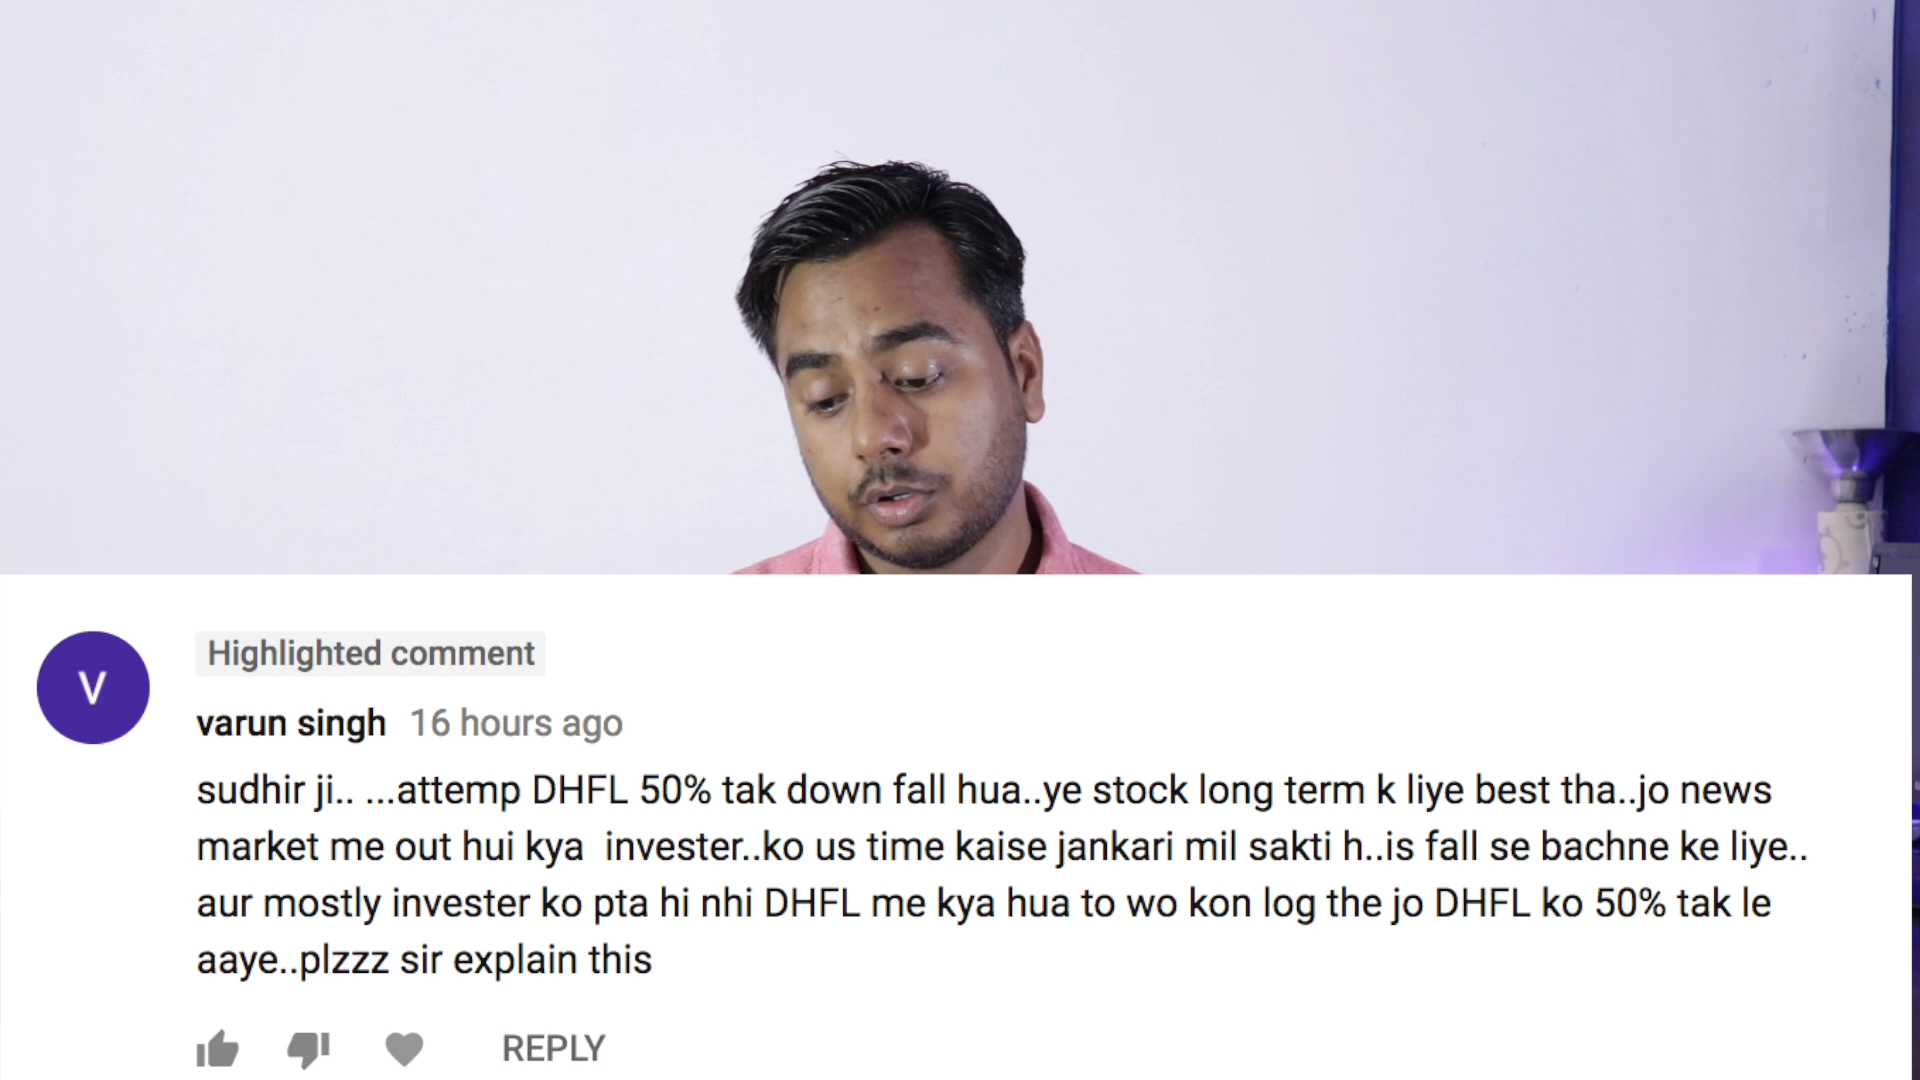 V
Highlighted comment
varun singh 16 hours ago
sudhir ji.. ...attemp DHFL 50% tak down fall hua..ye stock long term k liye best tha..jo news
market me out hui kya  invester..ko us time kaise jankari mil sakti h..is fall se bachne ke liye..
aur mostly invester ko pta hi nhi DHFL me kya hua to wo kon log the jo DHFL ko 50% tak le
aaye..plzzz sir explain this
REPLY